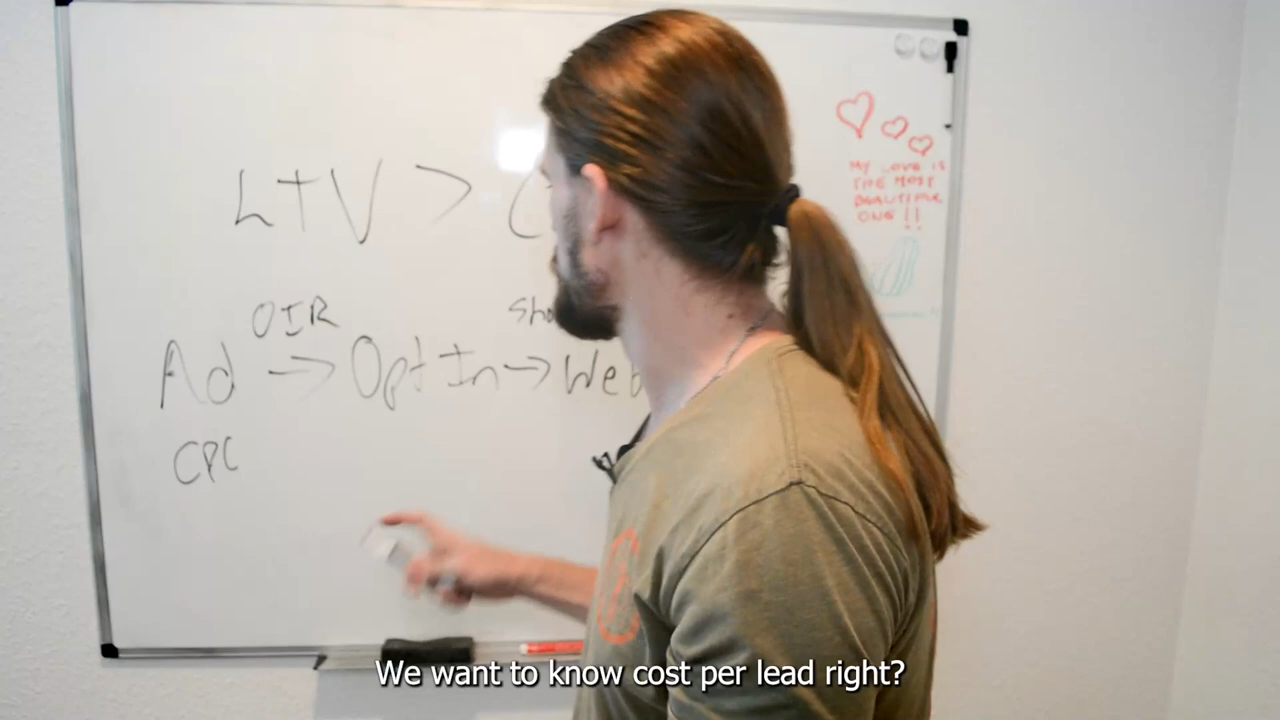 LTV > C
MY LOVE IS
THE MOST
BEAUTIFUL
ONE !!
OIR
Sho
Ad → Opt In → Web
CPC
We want to know cost per lead right?